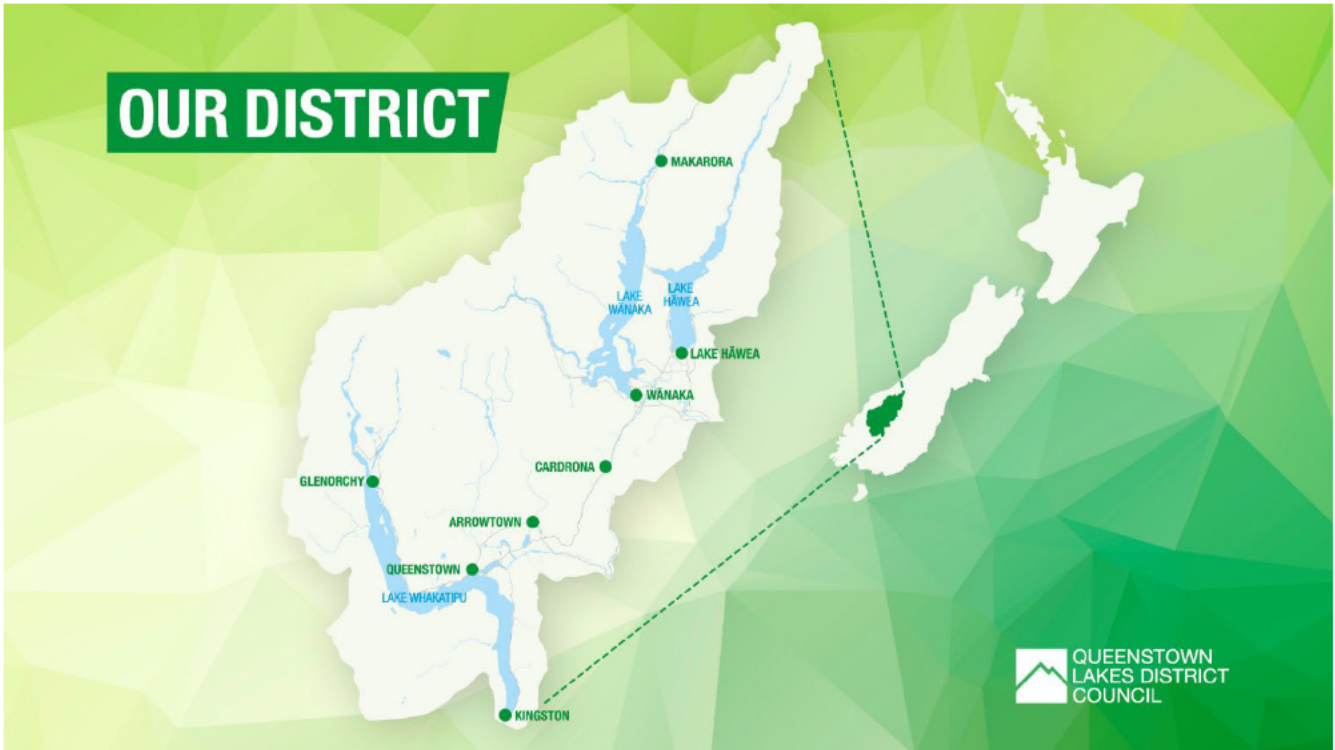 OUR DISTRICT
MAKARORA
LAKE
WĀNAKA
LAKE
HĀWEA
LAKE HĀWEA
WĀNAKA
CARDRONA
GLENORCHY
ARROWTOWN
QUEENSTOWN
LAKE WHAKATIPU
KINGSTON
QUEENSTOWN
LAKES DISTRICT
COUNCIL